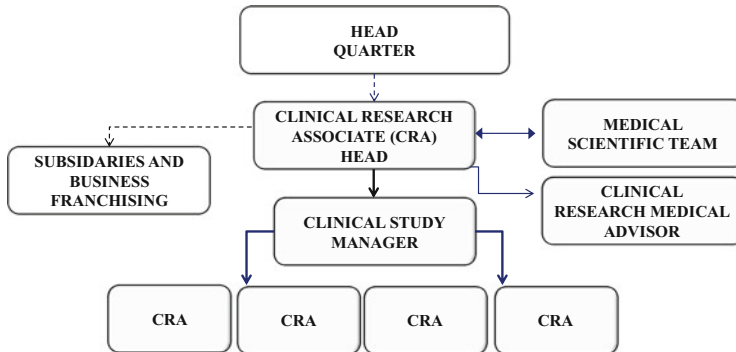 HEAD
QUARTER
CLINICAL RESEARCH
ASSOCIATE (CRA)
HEAD
MEDICAL
SCIENTIFIC TEAM
SUBSIDARIES AND
BUSINESS
FRANCHISING
CLINICAL
RESEARCH MEDICAL
ADVISOR
CLINICAL STUDY
MANAGER
CRA
CRA
CRA
CRA